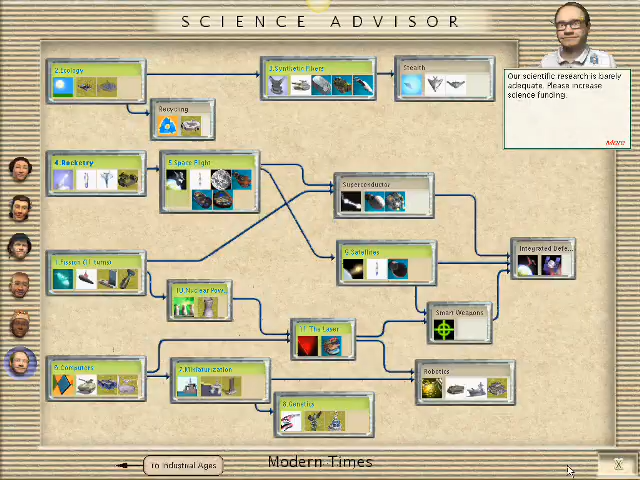 SCIENCE ADVISOR
Our scientific research is barely
adequate. Please increase
science funding.
More
2.Ecology
3.Synthetic Fibers
Stealth
Recycling
4.Rocketry
5.Space Flight
Superconductor
1.Fission (11 turns)
9.Satellites
Integrated Defe...
10.Nuclear Pow...
Smart Weapons
11.The Laser
6.Computers
7.Miniaturization
Robotics
8.Genetics
To Industrial Ages
Modern Times
X